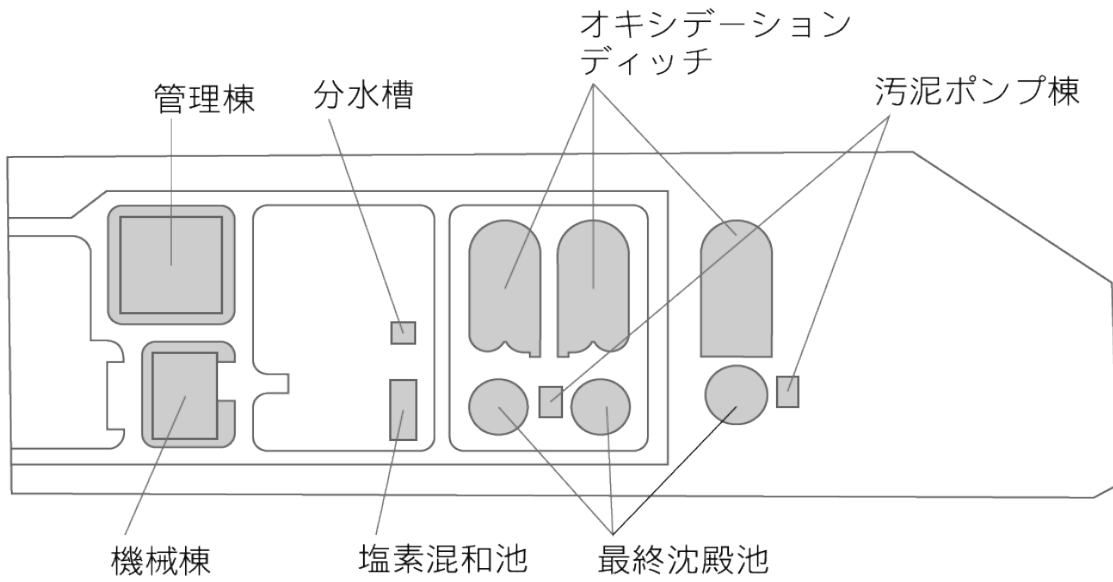 オキシデーション
ディッチ
管理棟
分水槽
汚泥ポンプ棟
機械棟
塩素混和池
最終沈殿池